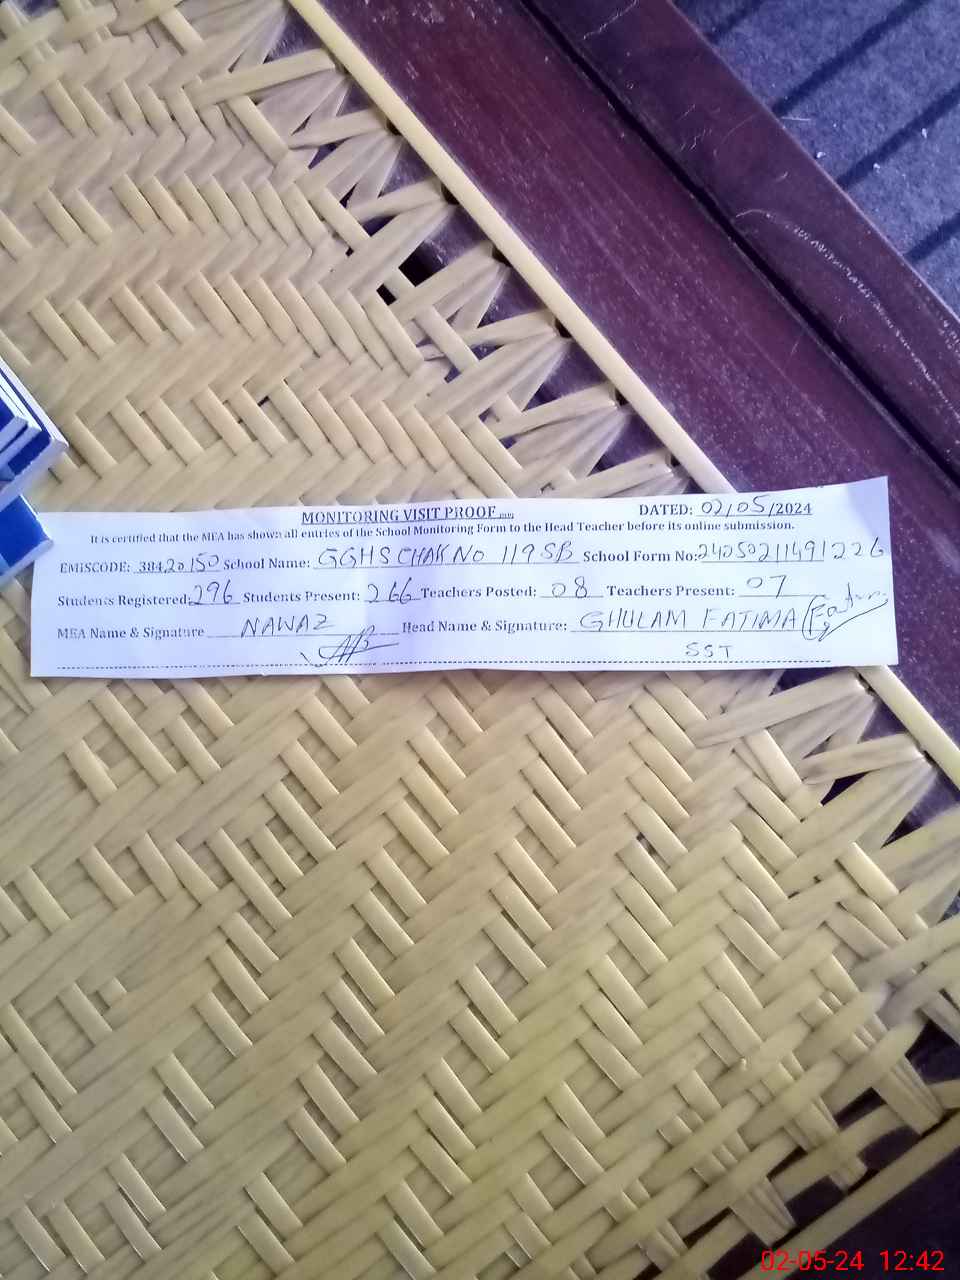 MONITORING VISIT PROOF
DATED: 02/05/2024
It is certified that the MEA has shown all entries of the School Monitoring Form to the Head Teacher before its online submission.
EMISCODE: 38420150 School Name: GGHS CHAK NO 119 SB School Form No:24050211491226
Students Registered: 296 Students Present: 266 Teachers Posted: 08 Teachers Present: 07
MEA Name & Signature NAWAZ Head Name & Signature: GHULAM FATIMA
SST
02-05-24 12:42